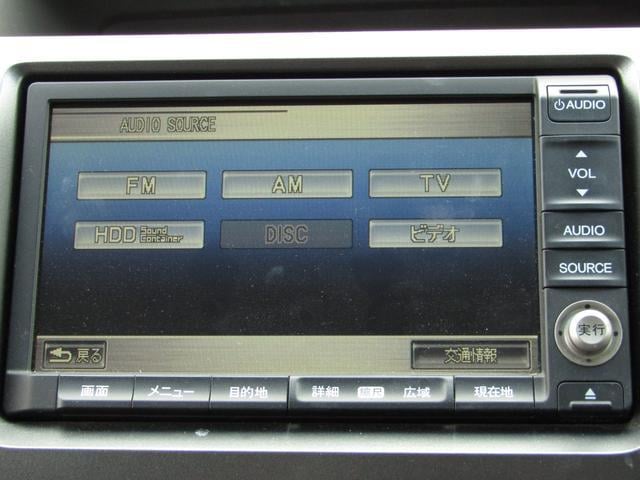 AUDIO SOURCE
FM AM TV
HDD Sound Container DISC ビデオ
戻る 交通情報
画面 メニュー 目的地 詳細 縮尺 広域 現在地
AUDIO
VOL
AUDIO
SOURCE
実行